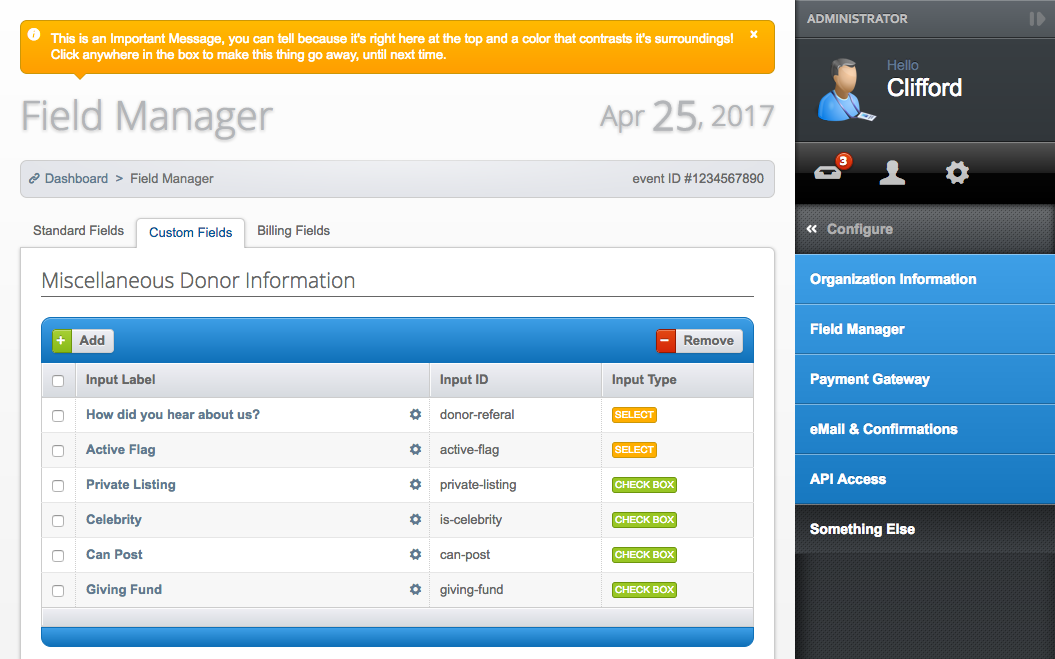 This is an Important Message, you can tell because it's right here at the top and a color that contrasts it's surroundings!
Click anywhere in the box to make this thing go away, until next time.
Field Manager
Apr 25, 2017
Dashboard > Field Manager
event ID #1234567890
Standard Fields
Custom Fields
Billing Fields
Miscellaneous Donor Information
+ Add
− Remove
Input Label Input ID Input Type
How did you hear about us? donor-referal SELECT
Active Flag active-flag SELECT
Private Listing private-listing CHECK BOX
Celebrity is-celebrity CHECK BOX
Can Post can-post CHECK BOX
Giving Fund giving-fund CHECK BOX
ADMINISTRATOR
Hello
Clifford
3
« Configure
Organization Information
Field Manager
Payment Gateway
eMail & Confirmations
API Access
Something Else